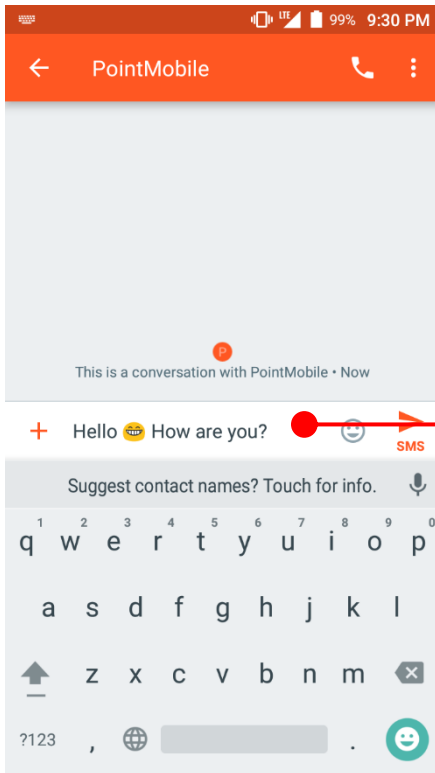 LTE 99% 9:30 PM
PointMobile
P
This is a conversation with PointMobile • Now
+ Hello 😁 How are you?
SMS
Suggest contact names? Touch for info.
1 2 3 4 5 6 7 8 9 0
q w e r t y u i o p
a s d f g h j k l
z x c v b n m
?123 , .